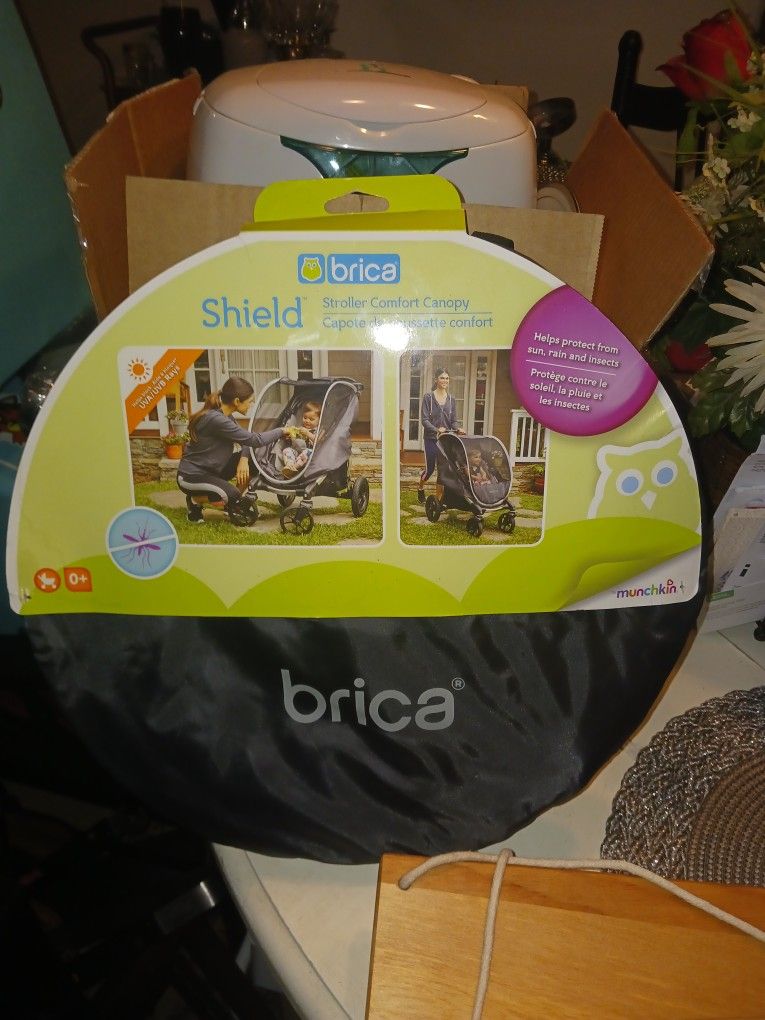 brica
Shield™ Stroller Comfort Canopy
Capote de poussette confort
Helps protect from
sun, rain and insects
Protège contre le
soleil, la pluie et
les insectes
UVA/UVB Rays
0+
munchkin
brica®